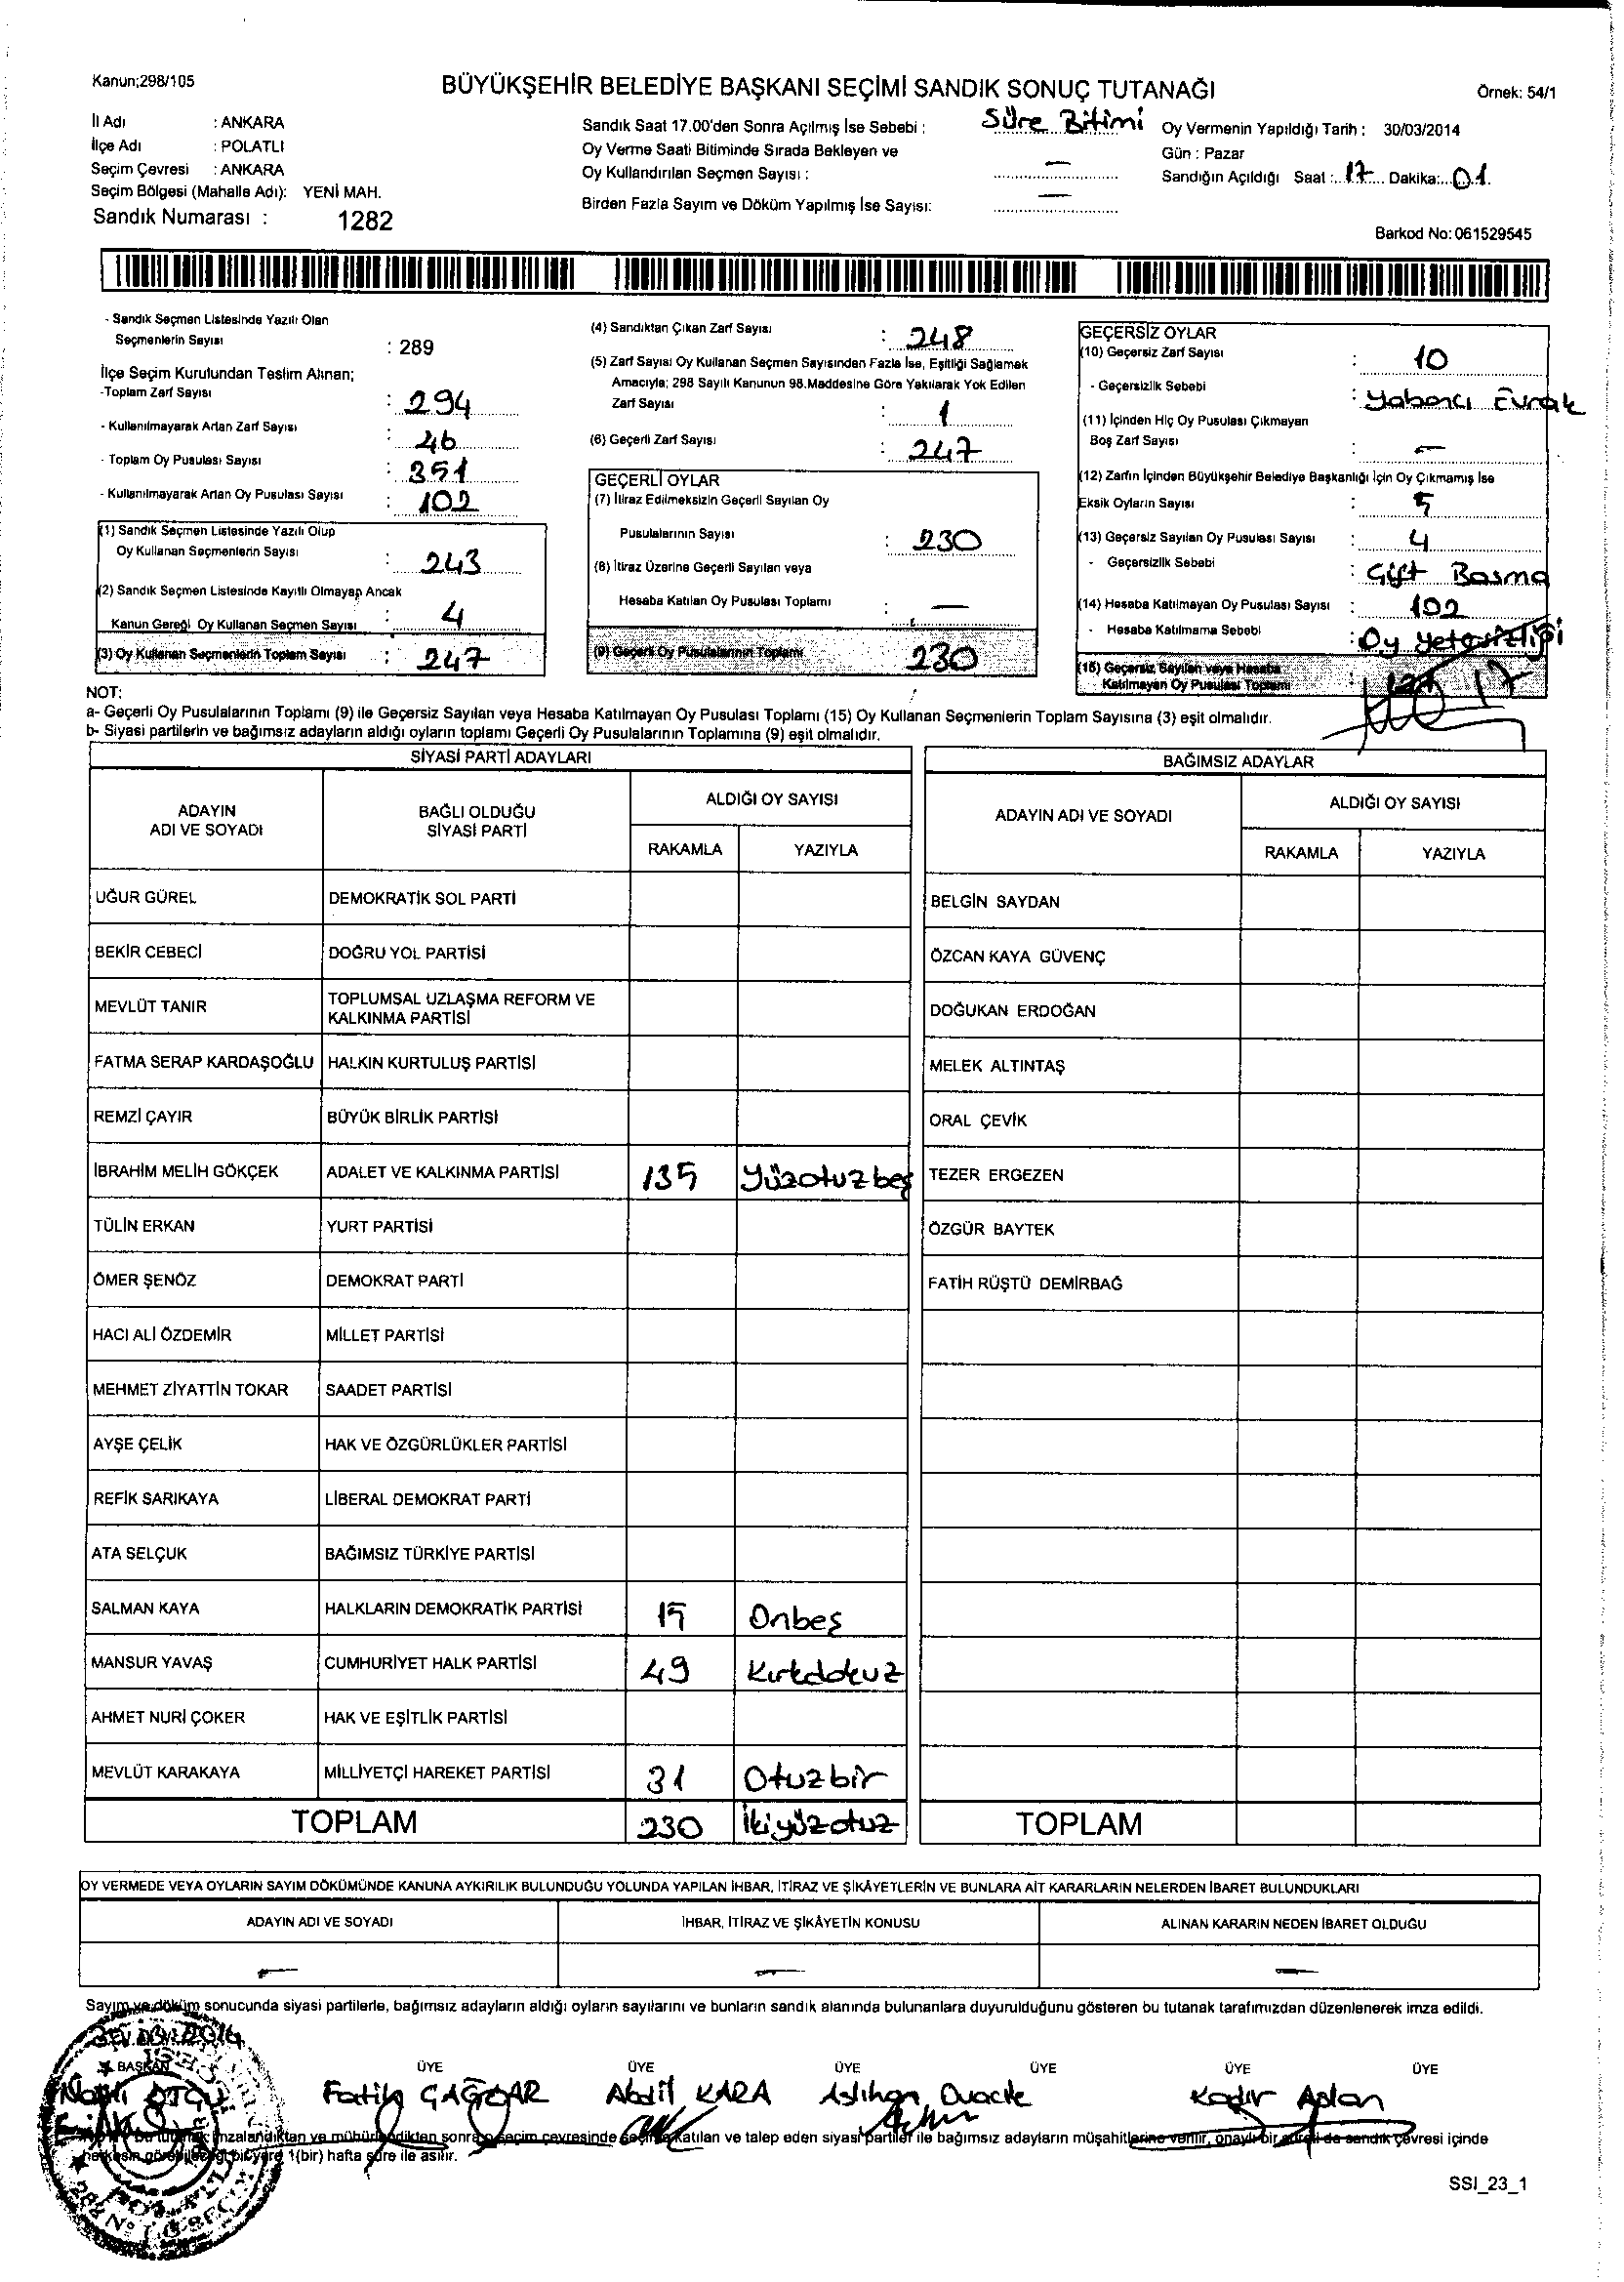 Kanun;298/105
BÜYÜKŞEHİR BELEDİYE BAŞKANI SEÇİMİ SANDIK SONUÇ TUTANAĞI
Örnek: 54/1
İl Adı : ANKARA
İlçe Adı : POLATLI
Seçim Çevresi : ANKARA
Seçim Bölgesi (Mahalle Adı): YENİ MAH.
Sandık Numarası : 1282
Sandık Saat 17.00'den Sonra Açılmış İse Sebebi : Süre Bitimi
Oy Verme Saati Bitiminde Sırada Bekleyen ve
Oy Kullandırılan Seçmen Sayısı : —
Birden Fazla Sayım ve Döküm Yapılmış İse Sayısı: —
Oy Vermenin Yapıldığı Tarih : 30/03/2014
Gün : Pazar
Sandığın Açıldığı Saat : 17 Dakika: 01.
Barkod No: 061529545
- Sandık Seçmen Listesinde Yazılı Olan
Seçmenlerin Sayısı : 289
İlçe Seçim Kurulundan Teslim Alınan;
-Toplam Zarf Sayısı : 294
- Kullanılmayarak Artan Zarf Sayısı : 46
- Toplam Oy Pusulası Sayısı : 351
- Kullanılmayarak Artan Oy Pusulası Sayısı : 102
(1) Sandık Seçmen Listesinde Yazılı Olup
Oy Kullanan Seçmenlerin Sayısı : 243
(2) Sandık Seçmen Listesinde Kayıtlı Olmayap Ancak
Kanun Gereği Oy Kullanan Seçmen Sayısı : 4
(3) Oy Kullanan Seçmenlerin Toplam Sayısı : 247
(4) Sandıktan Çıkan Zarf Sayısı : 248
(5) Zarf Sayısı Oy Kullanan Seçmen Sayısından Fazla İse, Eşitliği Sağlamak
Amacıyla; 298 Sayılı Kanunun 98.Maddesine Göre Yakılarak Yok Edilen
Zarf Sayısı : 1
(6) Geçerli Zarf Sayısı : 247
GEÇERLİ OYLAR
(7) İtiraz Edilmeksizin Geçerli Sayılan Oy
Pusulalarının Sayısı : 230
(8) İtiraz Üzerine Geçerli Sayılan veya
Hesaba Katılan Oy Pusulası Toplamı : —
(9) Geçerli Oy Pusulalarının Toplamı 230
GEÇERSİZ OYLAR
(10) Geçersiz Zarf Sayısı : 10
- Geçersizlik Sebebi : Yabancı Evrak
(11) İçinden Hiç Oy Pusulası Çıkmayan
Boş Zarf Sayısı : —
(12) Zarfın İçinden Büyükşehir Belediye Başkanlığı İçin Oy Çıkmamış İse
Eksik Oyların Sayısı : 5
(13) Geçersiz Sayılan Oy Pusulası Sayısı : 4
- Geçersizlik Sebebi : Çift Basma
(14) Hesaba Katılmayan Oy Pusulası Sayısı : 102
- Hesaba Katılmama Sebebi : Oy yetersizliği
(15) Geçersiz Sayılan veya Hesaba
Katılmayan Oy Pusulası Toplamı : 17
NOT:
a- Geçerli Oy Pusulalarının Toplamı (9) ile Geçersiz Sayılan veya Hesaba Katılmayan Oy Pusulası Toplamı (15) Oy Kullanan Seçmenlerin Toplam Sayısına (3) eşit olmalıdır.
b- Siyasi partilerin ve bağımsız adayların aldığı oyların toplamı Geçerli Oy Pusulalarının Toplamına (9) eşit olmalıdır.
SİYASİ PARTİ ADAYLARI
ADAYIN ADI VE SOYADI
BAĞLI OLDUĞU SİYASİ PARTİ
ALDIĞI OY SAYISI
RAKAMLA YAZIYLA
UĞUR GÜREL DEMOKRATİK SOL PARTİ
BEKİR CEBECİ DOĞRU YOL PARTİSİ
MEVLÜT TANIR TOPLUMSAL UZLAŞMA REFORM VE
KALKINMA PARTİSİ
FATMA SERAP KARDAŞOĞLU HALKIN KURTULUŞ PARTİSİ
REMZİ ÇAYIR BÜYÜK BİRLİK PARTİSİ
İBRAHİM MELİH GÖKÇEK ADALET VE KALKINMA PARTİSİ 135 Yüzotuzbeş
TÜLİN ERKAN YURT PARTİSİ
ÖMER ŞENÖZ DEMOKRAT PARTİ
HACI ALİ ÖZDEMİR MİLLET PARTİSİ
MEHMET ZİYATTİN TOKAR SAADET PARTİSİ
AYŞE ÇELİK HAK VE ÖZGÜRLÜKLER PARTİSİ
REFİK SARIKAYA LİBERAL DEMOKRAT PARTİ
ATA SELÇUK BAĞIMSIZ TÜRKİYE PARTİSİ
SALMAN KAYA HALKLARIN DEMOKRATİK PARTİSİ 15 Onbeş
MANSUR YAVAŞ CUMHURİYET HALK PARTİSİ 49 Kırkdokuz
AHMET NURİ ÇOKER HAK VE EŞİTLİK PARTİSİ
MEVLÜT KARAKAYA MİLLİYETÇİ HAREKET PARTİSİ 31 Otuzbir
TOPLAM 230 İkiyüzotuz
BAĞIMSIZ ADAYLAR
ADAYIN ADI VE SOYADI
ALDIĞI OY SAYISI
RAKAMLA YAZIYLA
BELGİN SAYDAN
ÖZCAN KAYA GÜVENÇ
DOĞUKAN ERDOĞAN
MELEK ALTINTAŞ
ORAL ÇEVİK
TEZER ERGEZEN
ÖZGÜR BAYTEK
FATİH RÜŞTÜ DEMİRBAĞ
TOPLAM
OY VERMEDE VEYA OYLARIN SAYIM DÖKÜMÜNDE KANUNA AYKIRILIK BULUNDUĞU YOLUNDA YAPILAN İHBAR, İTİRAZ VE ŞİKÂYETLERİN VE BUNLARA AİT KARARLARIN NELERDEN İBARET BULUNDUKLARI
ADAYIN ADI VE SOYADI İHBAR, İTİRAZ VE ŞİKÂYETİN KONUSU ALINAN KARARIN NEDEN İBARET OLDUĞU
— — —
Sayım ve döküm sonucunda siyasi partilerle, bağımsız adayların aldığı oyların sayılarını ve bunların sandık alanında bulunanlara duyurulduğunu gösteren bu tutanak tarafımızdan düzenlenerek imza edildi.
BAŞKAN ÜYE ÜYE ÜYE ÜYE ÜYE ÜYE
Fatih Abdil KARA Aslıhan Kadir Aslan
bu tutanak imzalandıktan ve mühürlendikten sonra seçim çevresinde seçime katılan ve talep eden siyasi partiler ile bağımsız adayların müşahitlerine verilir, onaylı bir sureti de sandık çevresi içinde
herkesin görebileceği bir yere 1(bir) hafta süre ile asılır.
SSI_23_1